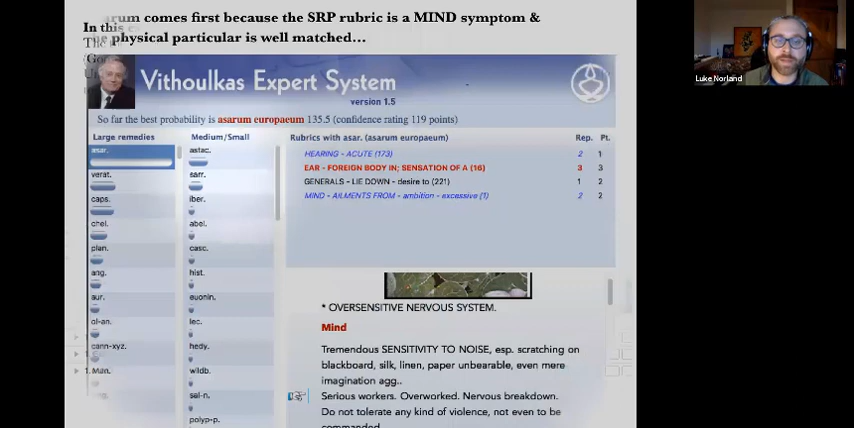 arum comes first because the SRP rubric is a MIND symptom &
In this
physical particular is well matched...
Vithoulkas Expert System
version 1.5
So far the best probability is asarum europaeum 135.5 (confidence rating 119 points)
Large remedies
asar.
verat.
caps.
chel.
plan.
ang.
aur.
ol-an.
cann-xyz.
Medium/Small
astac.
sarr.
iber.
abel.
casc.
hist.
euonin.
lec.
hedy.
wildb.
sal-n.
polyp-p.
Rubrics with asar. (asarum europaeum) Rep. Pt.
HEARING - ACUTE (173) 2 1
EAR - FOREIGN BODY IN; SENSATION OF A (16) 3 3
GENERALS - LIE DOWN - desire to (221) 1 2
MIND - AILMENTS FROM - ambition - excessive (1) 2 2
* OVERSENSITIVE NERVOUS SYSTEM.
Mind
Tremendous SENSITIVITY TO NOISE, esp. scratching on
blackboard, silk, linen, paper unbearable, even mere
imagination agg..
Serious workers. Overworked. Nervous breakdown.
Do not tolerate any kind of violence, not even to be
commanded.
Luke Norland